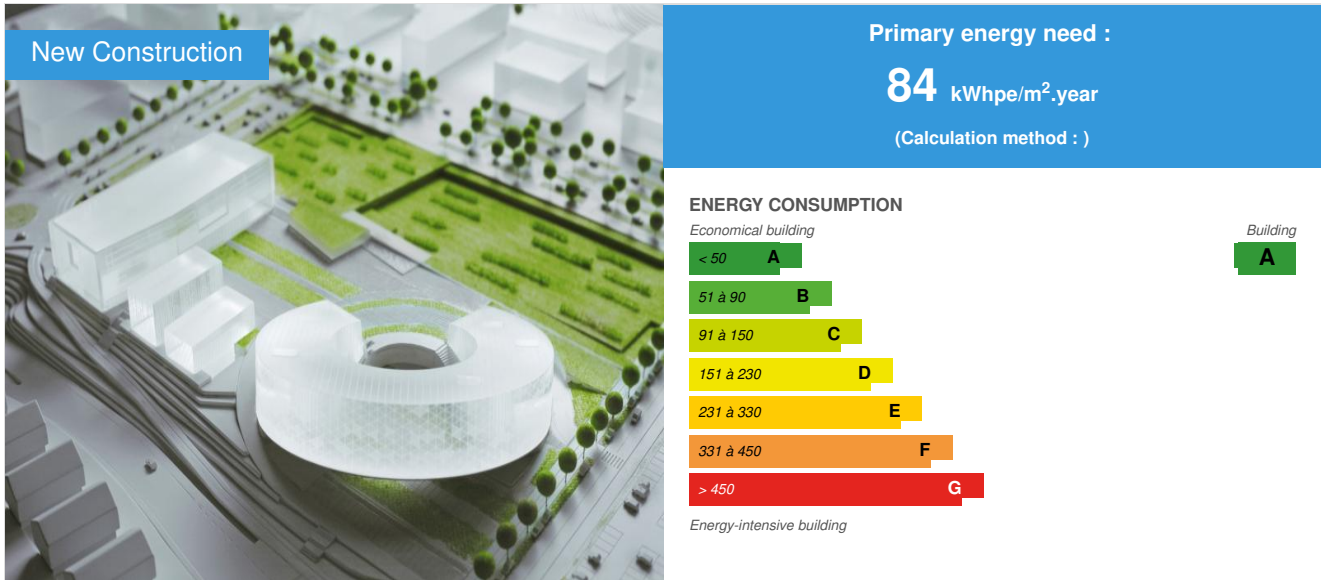 New Construction
Primary energy need :
84 kWhpe/m².year
(Calculation method : )
ENERGY CONSUMPTION
Economical building
Building
< 50 A
A
51 à 90 B
91 à 150 C
151 à 230 D
231 à 330 E
331 à 450 F
> 450 G
Energy-intensive building